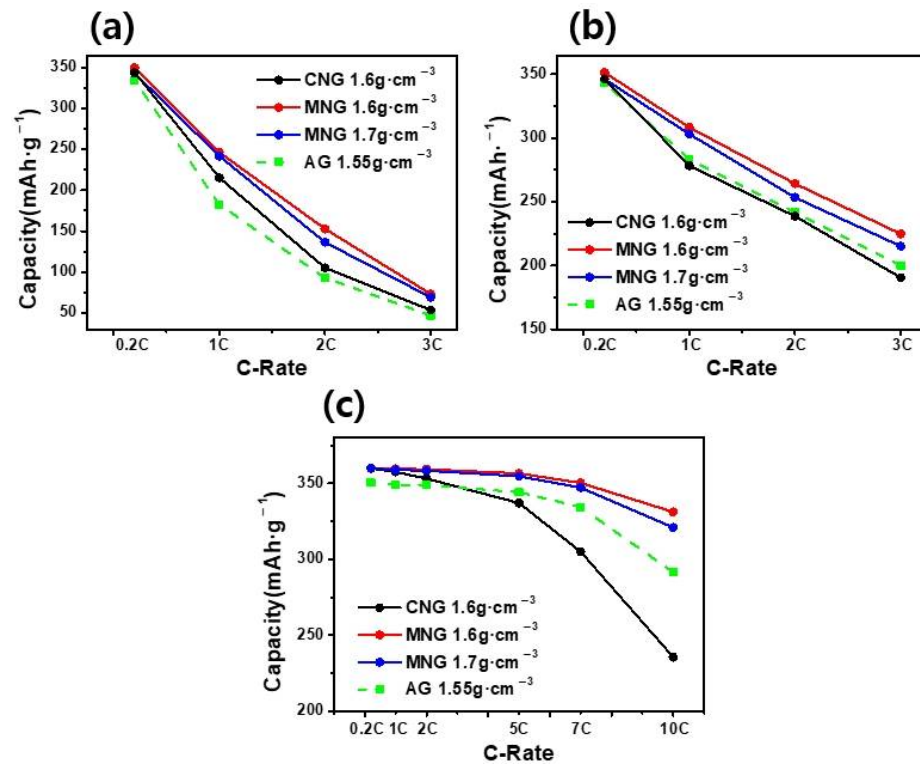 (a)
350
300
250
200
150
100
50
Capacity(mAh·g⁻¹)
CNG 1.6g·cm⁻³
MNG 1.6g·cm⁻³
MNG 1.7g·cm⁻³
AG 1.55g·cm⁻³
0.2C 1C 2C 3C
C-Rate
(b)
350
300
250
200
150
Capacity(mAh·⁻¹)
CNG 1.6g·cm⁻³
MNG 1.6g·cm⁻³
MNG 1.7g·cm⁻³
AG 1.55g·cm⁻³
0.2C 1C 2C 3C
C-Rate
(c)
350
300
250
200
Capacity(mAh·g⁻¹)
CNG 1.6g·cm⁻³
MNG 1.6g·cm⁻³
MNG 1.7g·cm⁻³
AG 1.55g·cm⁻³
0.2C 1C 2C 5C 7C 10C
C-Rate